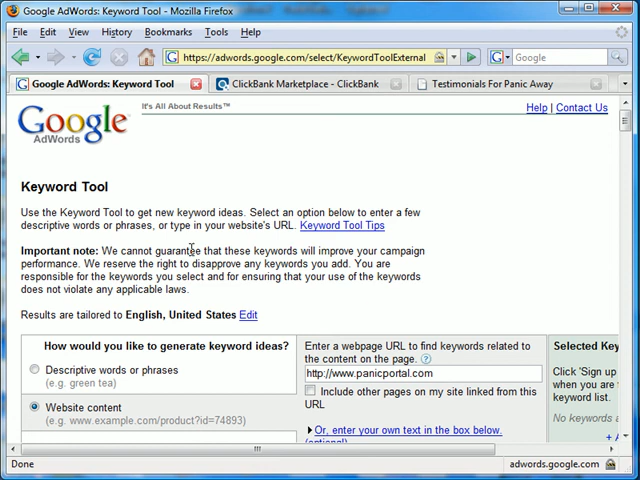 Google AdWords: Keyword Tool - Mozilla Firefox
File Edit View History Bookmarks Tools Help
https://adwords.google.com/select/KeywordToolExternal
Google
Google AdWords: Keyword Tool
ClickBank Marketplace - ClickBank
Testimonials For Panic Away
It's All About Results™
Help | Contact Us
Google
AdWords
Keyword Tool
Use the Keyword Tool to get new keyword ideas. Select an option below to enter a few
descriptive words or phrases, or type in your website's URL. Keyword Tool Tips
Important note: We cannot guarantee that these keywords will improve your campaign
performance. We reserve the right to disapprove any keywords you add. You are
responsible for the keywords you select and for ensuring that your use of the keywords
does not violate any applicable laws.
Results are tailored to English, United States Edit
How would you like to generate keyword ideas?
Descriptive words or phrases
(e.g. green tea)
Website content
(e.g. www.example.com/product?id=74893)
Enter a webpage URL to find keywords related to
the content on the page. ?
http://www.panicportal.com
Include other pages on my site linked from this
URL
Or, enter your own text in the box below.
(optional)
Selected Key
Click 'Sign up
when you are
keyword list.
No keywords a
+ A
Done
adwords.google.com